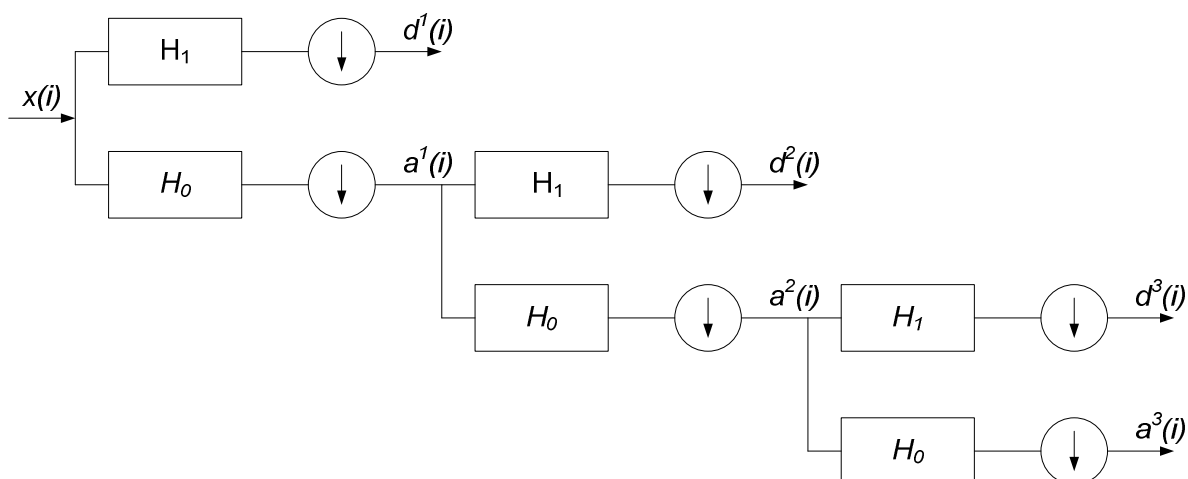 d¹(i)
H₁
x(i)
a¹(i)
d²(i)
H₀
H₁
a²(i)
d³(i)
H₀
H₁
a³(i)
H₀